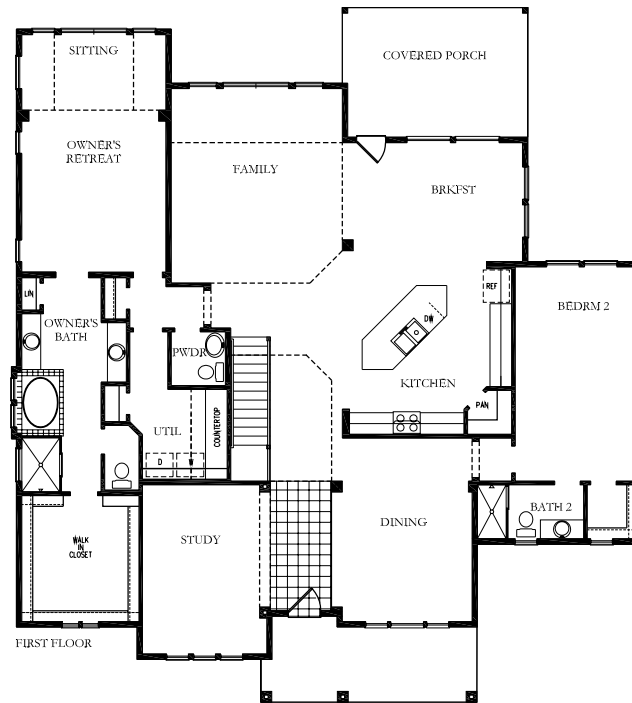 SITTING
COVERED PORCH
OWNER'S
RETREAT
FAMILY
BRKFST
REF
LIN
BEDRM 2
OWNER'S
BATH
DW
PWDR
KITCHEN
PAN
UTIL
COUNTERTOP
D W
BATH 2
DINING
STUDY
WALK
IN
CLOSET
FIRST FLOOR